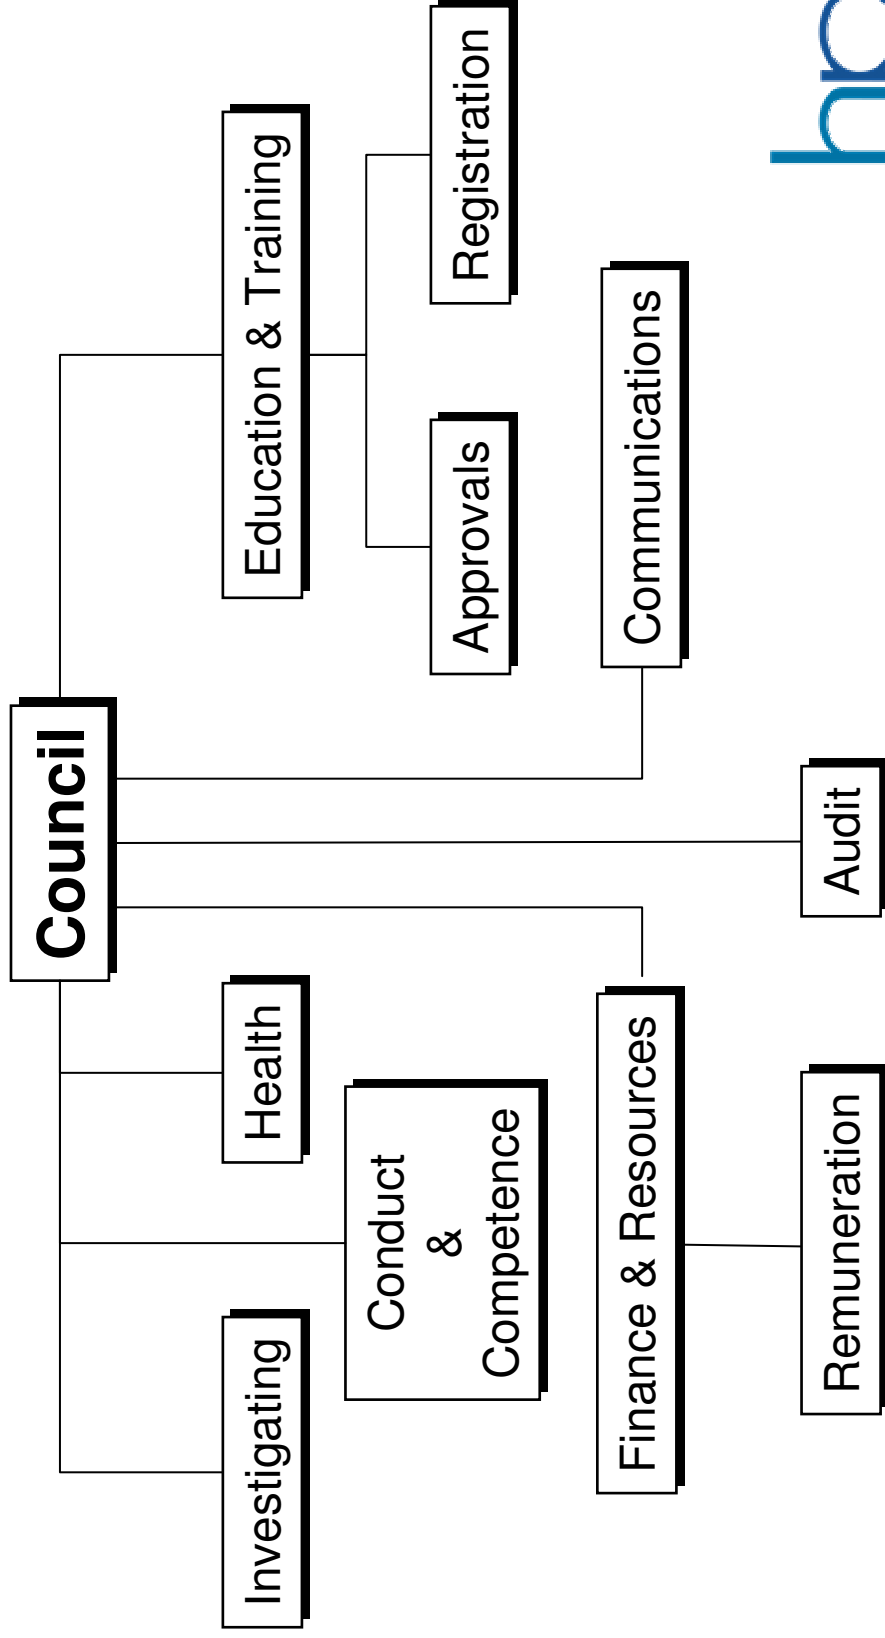 Council
Investigating
Health
Education & Training
Conduct
&
Competence
Approvals
Registration
Finance & Resources
Communications
Remuneration
Audit